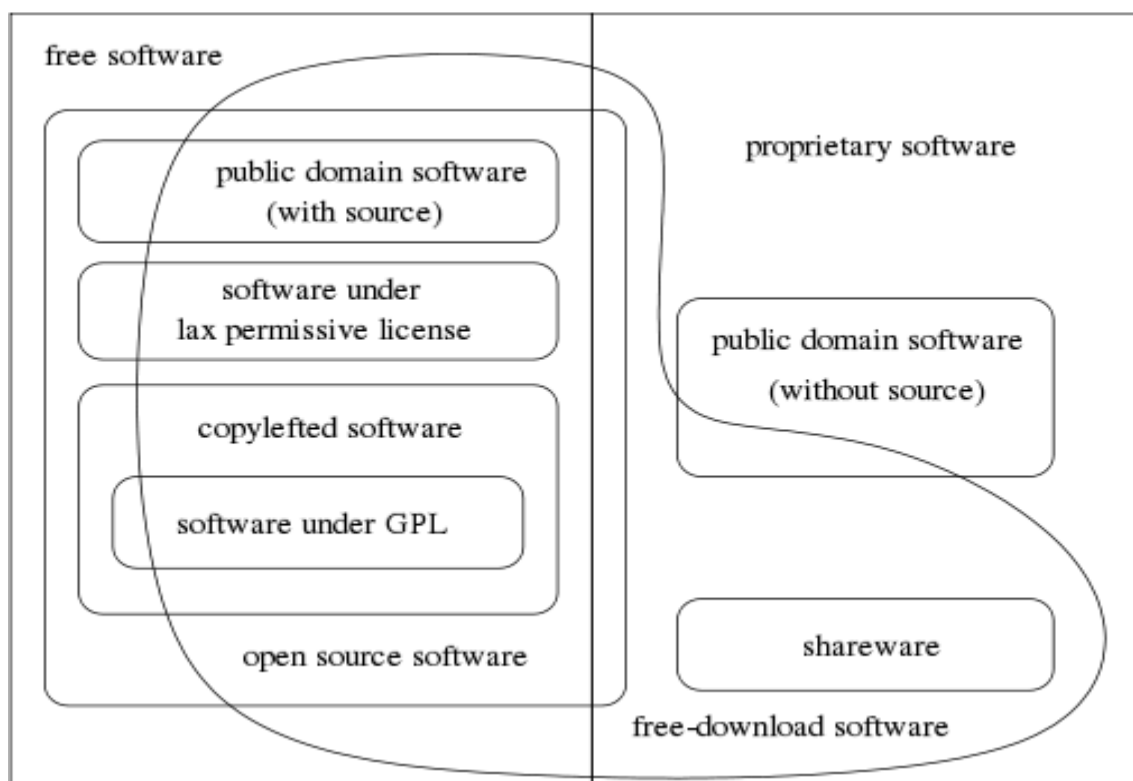 free software
proprietary software
public domain software
(with source)
software under
lax permissive license
public domain software
(without source)
copylefted software
software under GPL
open source software
shareware
free-download software